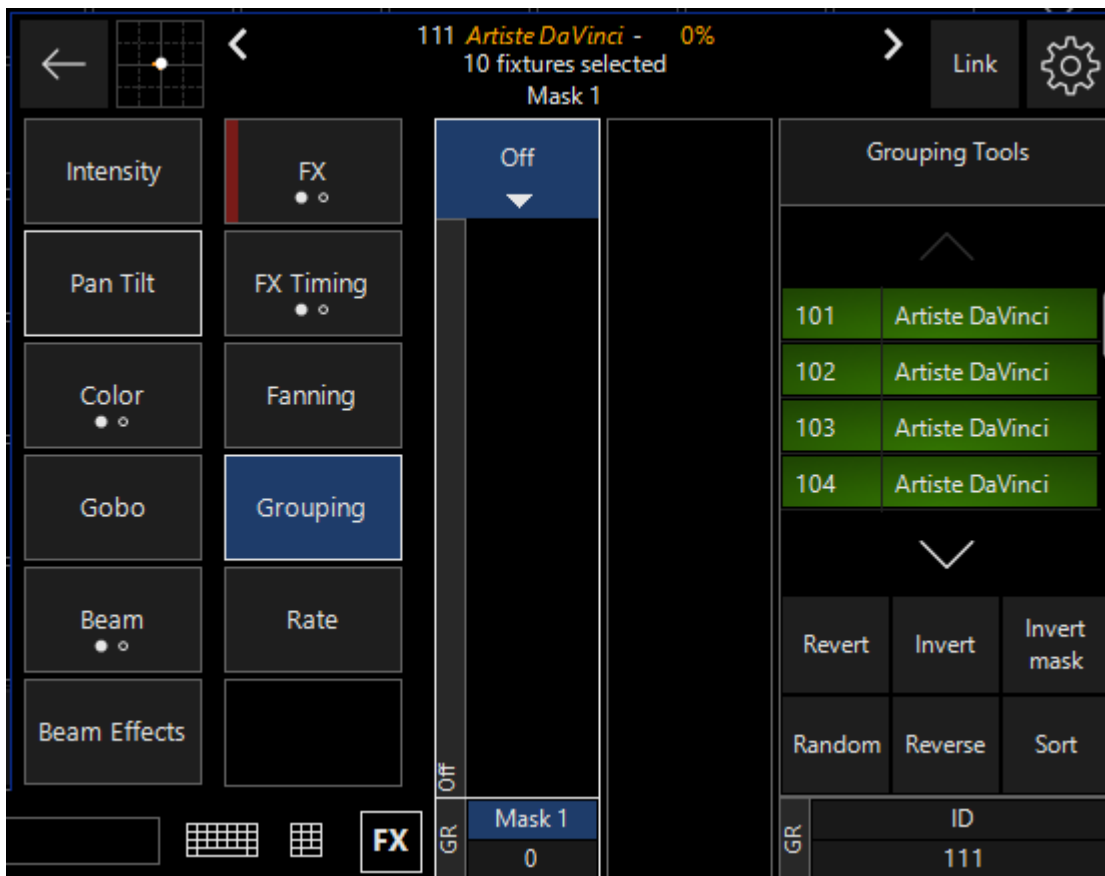 111 Artiste DaVinci - 0%
10 fixtures selected
Mask 1
Link
Intensity
Pan Tilt
Color
Gobo
Beam
Beam Effects
FX
FX Timing
Fanning
Grouping
Rate
FX
Off
Off
GR
Mask 1
0
Grouping Tools
101 Artiste DaVinci
102 Artiste DaVinci
103 Artiste DaVinci
104 Artiste DaVinci
Revert
Invert
Invert
mask
Random
Reverse
Sort
GR
ID
111